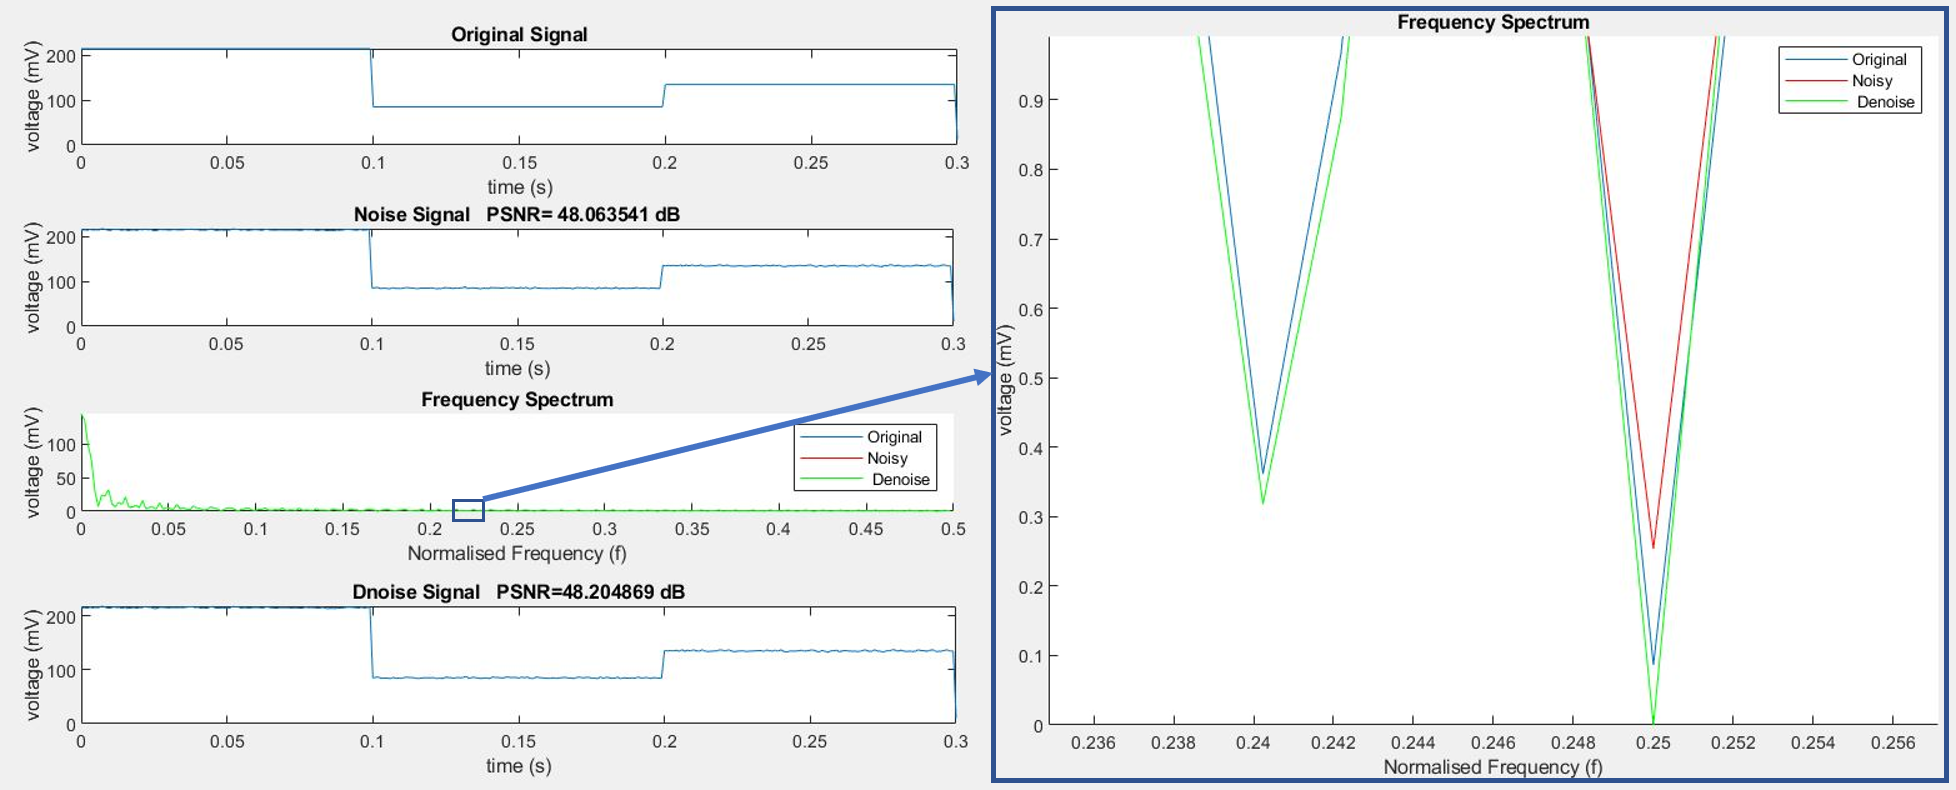 Original Signal
voltage (mV)
200
100
0
0 0.05 0.1 0.15 0.2 0.25 0.3
time (s)
Noise Signal PSNR= 48.063541 dB
voltage (mV)
200
100
0
0 0.05 0.1 0.15 0.2 0.25 0.3
time (s)
Frequency Spectrum
voltage (mV)
100
50
0
Original
Noisy
Denoise
0 0.05 0.1 0.15 0.2 0.25 0.3 0.35 0.4 0.45 0.5
Normalised Frequency (f)
Dnoise Signal PSNR=48.204869 dB
voltage (mV)
200
100
0
0 0.05 0.1 0.15 0.2 0.25 0.3
time (s)
Frequency Spectrum
Original
Noisy
Denoise
voltage (mV)
0.9
0.8
0.7
0.6
0.5
0.4
0.3
0.2
0.1
0
0.236 0.238 0.24 0.242 0.244 0.246 0.248 0.25 0.252 0.254 0.256
Normalised Frequency (f)